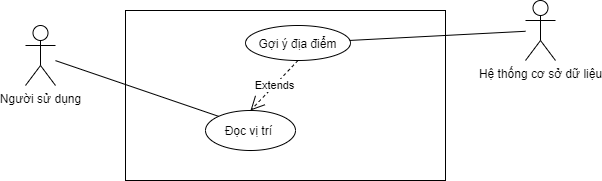 Gợi ý địa điểm
Extends
Đọc vị trí
Người sử dụng
Hệ thống cơ sở dữ liệu